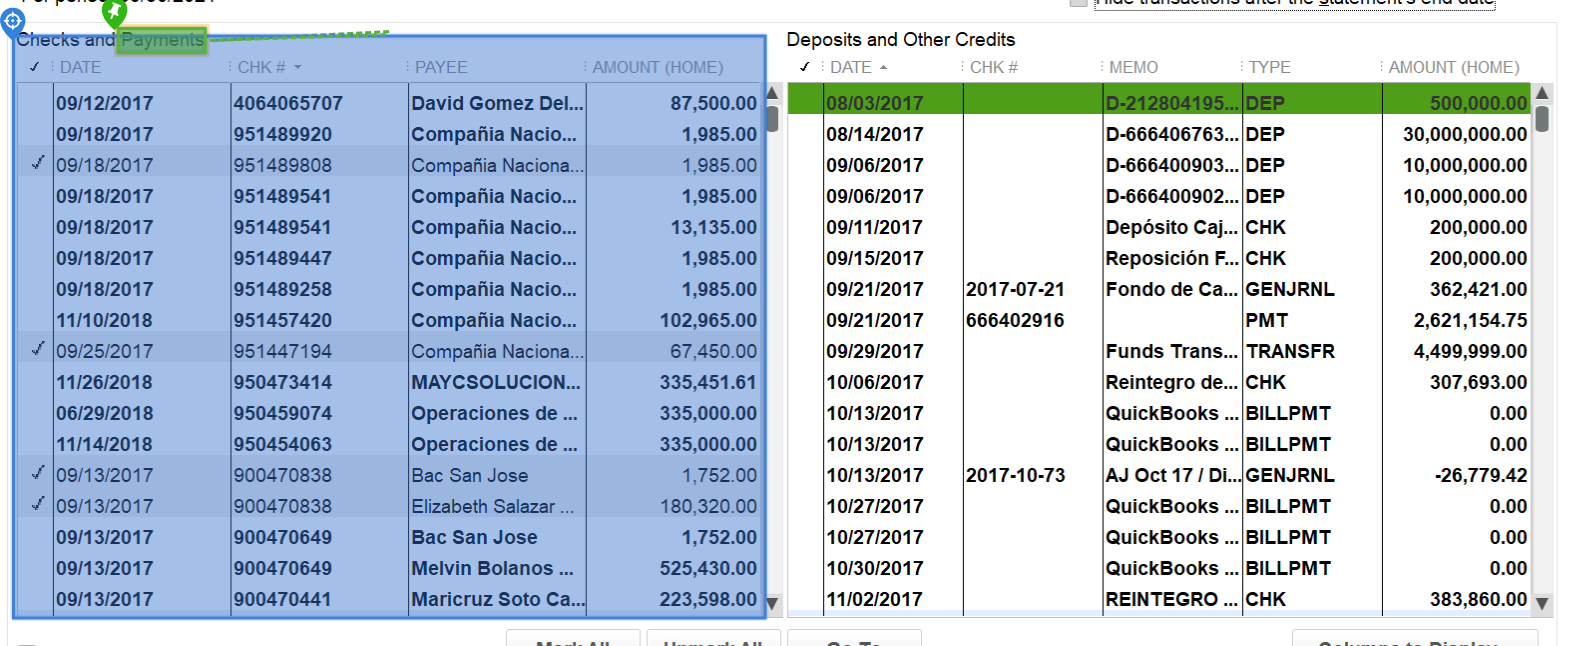 Hide transactions after the statement's end date
Checks and Payments
DATE CHK # PAYEE AMOUNT (HOME)
09/12/2017 4064065707 David Gomez Del... 87,500.00
09/18/2017 951489920 Compañia Nacio... 1,985.00
09/18/2017 951489808 Compañia Naciona... 1,985.00
09/18/2017 951489541 Compañia Nacio... 1,985.00
09/18/2017 951489541 Compañia Nacio... 13,135.00
09/18/2017 951489447 Compañia Nacio... 1,985.00
09/18/2017 951489258 Compañia Nacio... 1,985.00
11/10/2018 951457420 Compañia Nacio... 102,965.00
09/25/2017 951447194 Compañia Naciona... 67,450.00
11/26/2018 950473414 MAYCSOLUCION... 335,451.61
06/29/2018 950459074 Operaciones de ... 335,000.00
11/14/2018 950454063 Operaciones de ... 335,000.00
09/13/2017 900470838 Bac San Jose 1,752.00
09/13/2017 900470838 Elizabeth Salazar ... 180,320.00
09/13/2017 900470649 Bac San Jose 1,752.00
09/13/2017 900470649 Melvin Bolanos ... 525,430.00
09/13/2017 900470441 Maricruz Soto Ca... 223,598.00
Deposits and Other Credits
DATE CHK # MEMO TYPE AMOUNT (HOME)
08/03/2017 D-212804195... DEP 500,000.00
08/14/2017 D-666406763... DEP 30,000,000.00
09/06/2017 D-666400903... DEP 10,000,000.00
09/06/2017 D-666400902... DEP 10,000,000.00
09/11/2017 Depósito Caj... CHK 200,000.00
09/15/2017 Reposición F... CHK 200,000.00
09/21/2017 2017-07-21 Fondo de Ca... GENJRNL 362,421.00
09/21/2017 666402916 PMT 2,621,154.75
09/29/2017 Funds Trans... TRANSFR 4,499,999.00
10/06/2017 Reintegro de... CHK 307,693.00
10/13/2017 QuickBooks ... BILLPMT 0.00
10/13/2017 QuickBooks ... BILLPMT 0.00
10/13/2017 2017-10-73 AJ Oct 17 / Di... GENJRNL -26,779.42
10/27/2017 QuickBooks ... BILLPMT 0.00
10/27/2017 QuickBooks ... BILLPMT 0.00
10/30/2017 QuickBooks ... BILLPMT 0.00
11/02/2017 REINTEGRO ... CHK 383,860.00
Mark All Unmark All Go To Columns to Display...